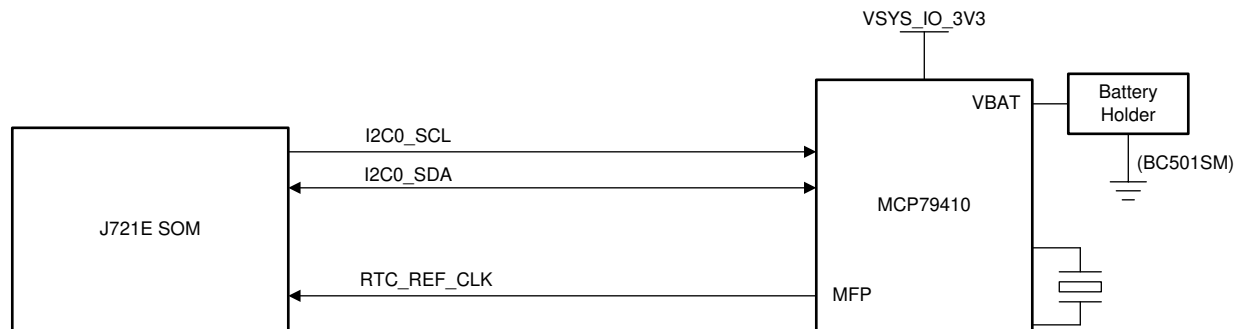 VSYS_IO_3V3
VBAT
Battery
Holder
I2C0_SCL
(BC501SM)
I2C0_SDA
MCP79410
J721E SOM
RTC_REF_CLK
MFP